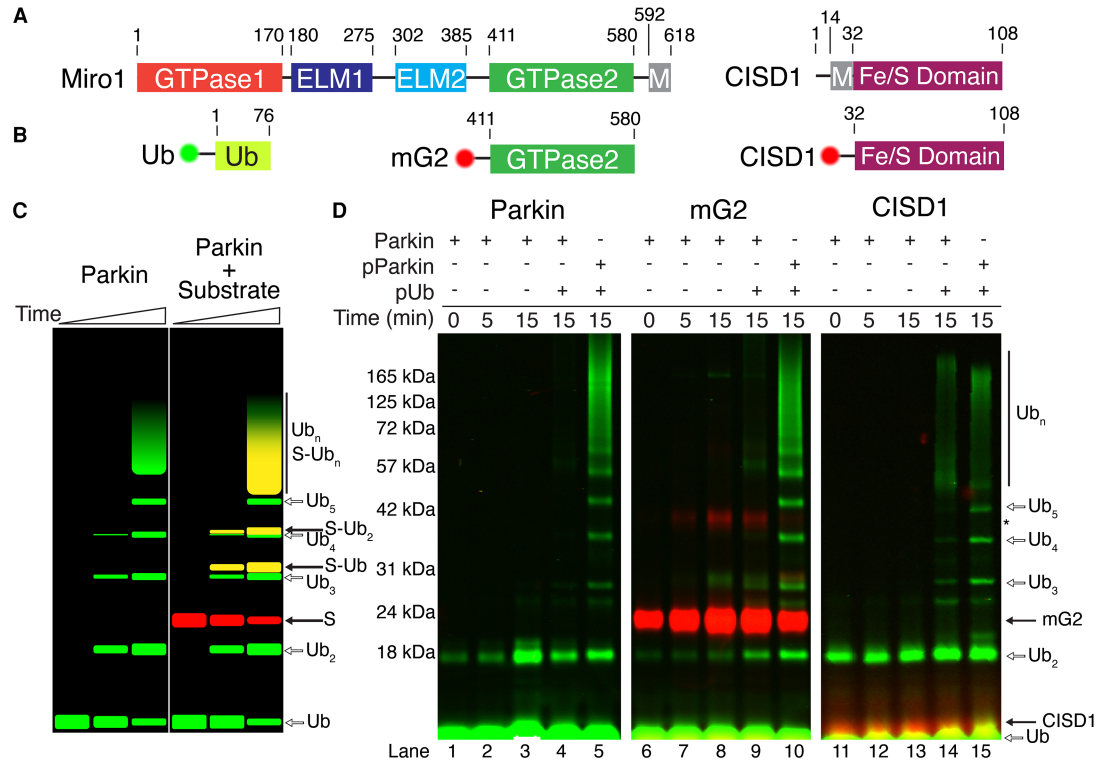 A
1 170 180 275 302 385 411 580 592 618
Miro1 GTPase1 ELM1 ELM2 GTPase2 M
1 14 32 108
CISD1 M Fe/S Domain
B
1 76
Ub Ub
411 580
mG2 GTPase2
32 108
CISD1 Fe/S Domain
C
Parkin
Parkin
+
Substrate
Time
Ubn
S-Ubn
Ub5
S-Ub2
Ub4
S-Ub
Ub3
S
Ub2
Ub
D
Parkin mG2 CISD1
Parkin + + + + - + + + + - + + + + -
pParkin - - - - + - - - - + - - - - +
pUb - - - + + - - - + + - - - + +
Time (min) 0 5 15 15 15 0 5 15 15 15 0 5 15 15 15
165 kDa
125 kDa
72 kDa
57 kDa
42 kDa
31 kDa
24 kDa
18 kDa
Ubn
Ub5
*
Ub4
Ub3
mG2
Ub2
CISD1
Ub
Lane 1 2 3 4 5 6 7 8 9 10 11 12 13 14 15